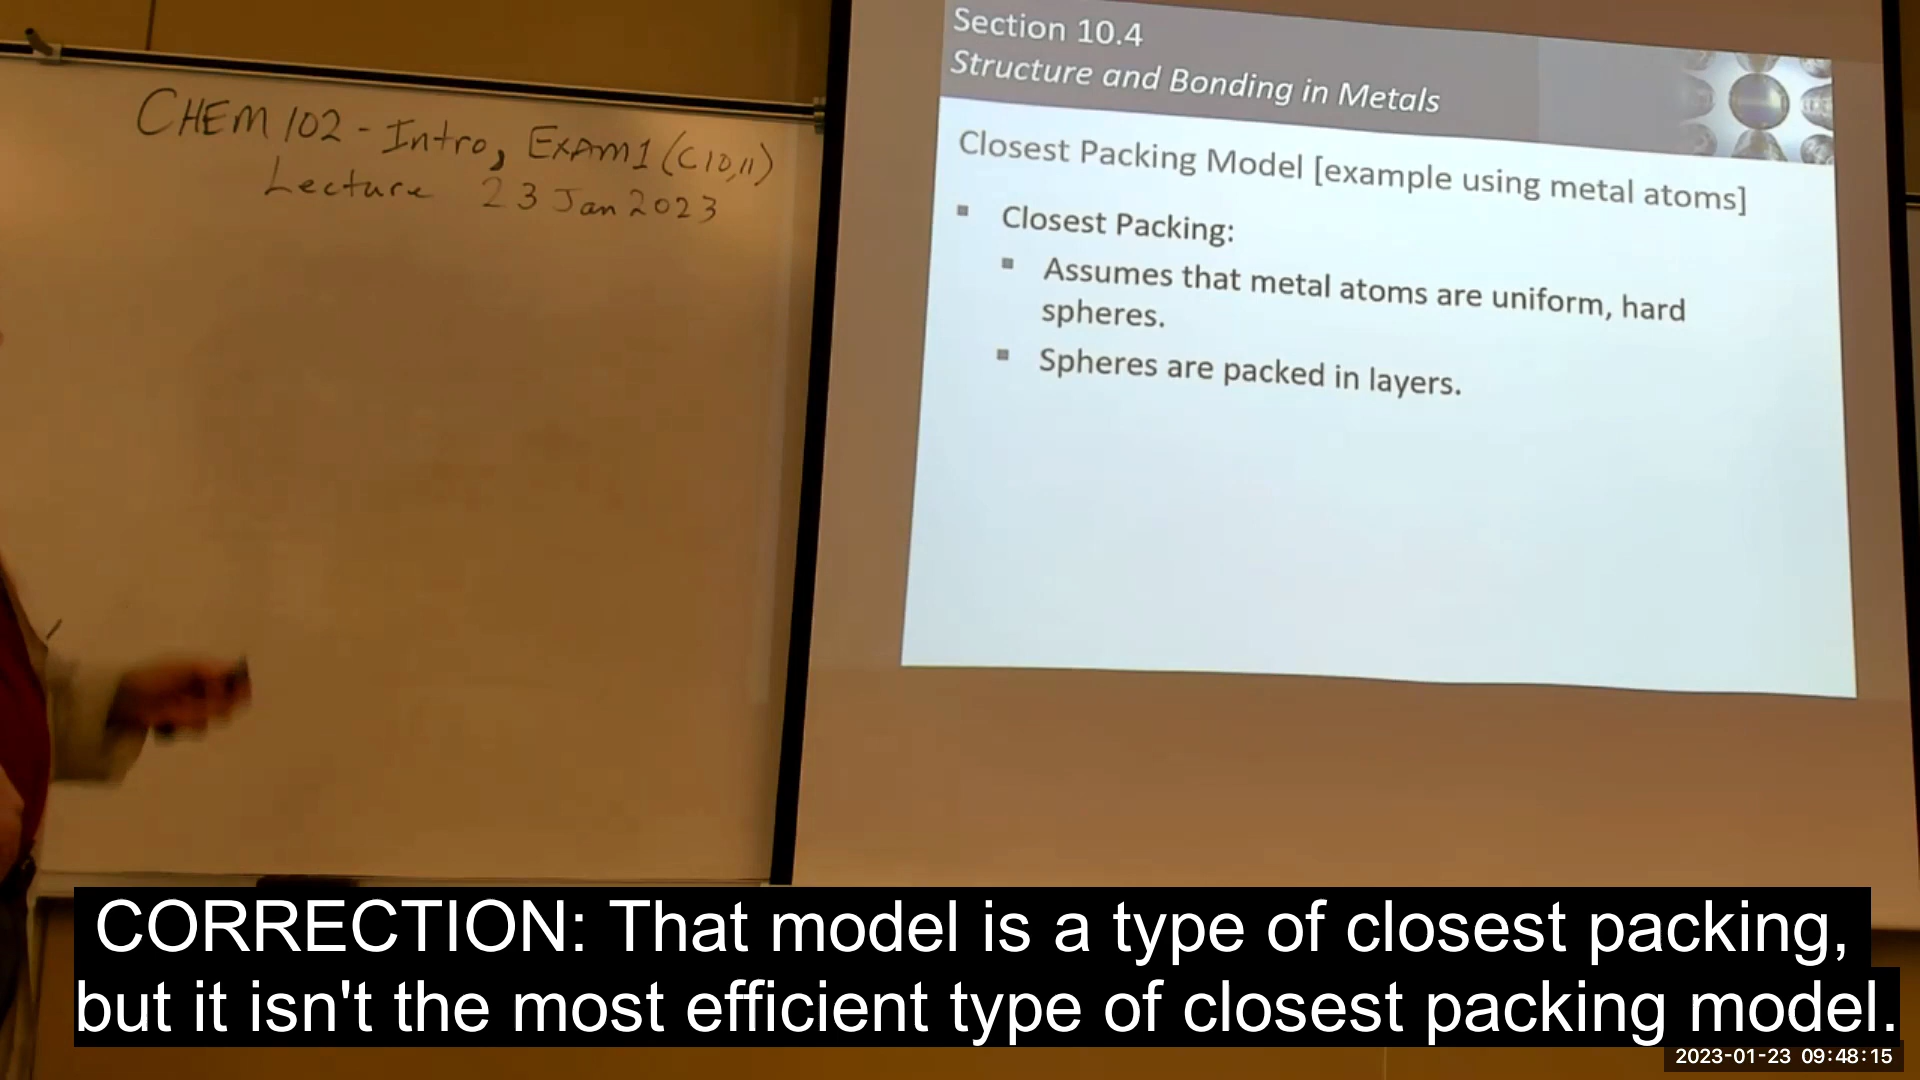 CHEM 102 - Intro, EXAM1 (C10,11)
Lecture 23 Jan 2023
Section 10.4
Structure and Bonding in Metals
Closest Packing Model [example using metal atoms]
▪ Closest Packing:
▪ Assumes that metal atoms are uniform, hard
spheres.
▪ Spheres are packed in layers.
CORRECTION: That model is a type of closest packing,
but it isn't the most efficient type of closest packing model.
2023-01-23 09:48:15